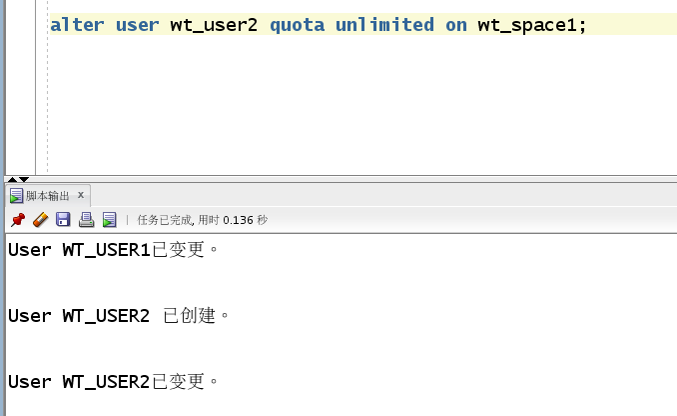 alter user wt_user2 quota unlimited on wt_space1;
脚本输出 x
任务已完成, 用时 0.136 秒
User WT_USER1已变更。
User WT_USER2 已创建。
User WT_USER2已变更。